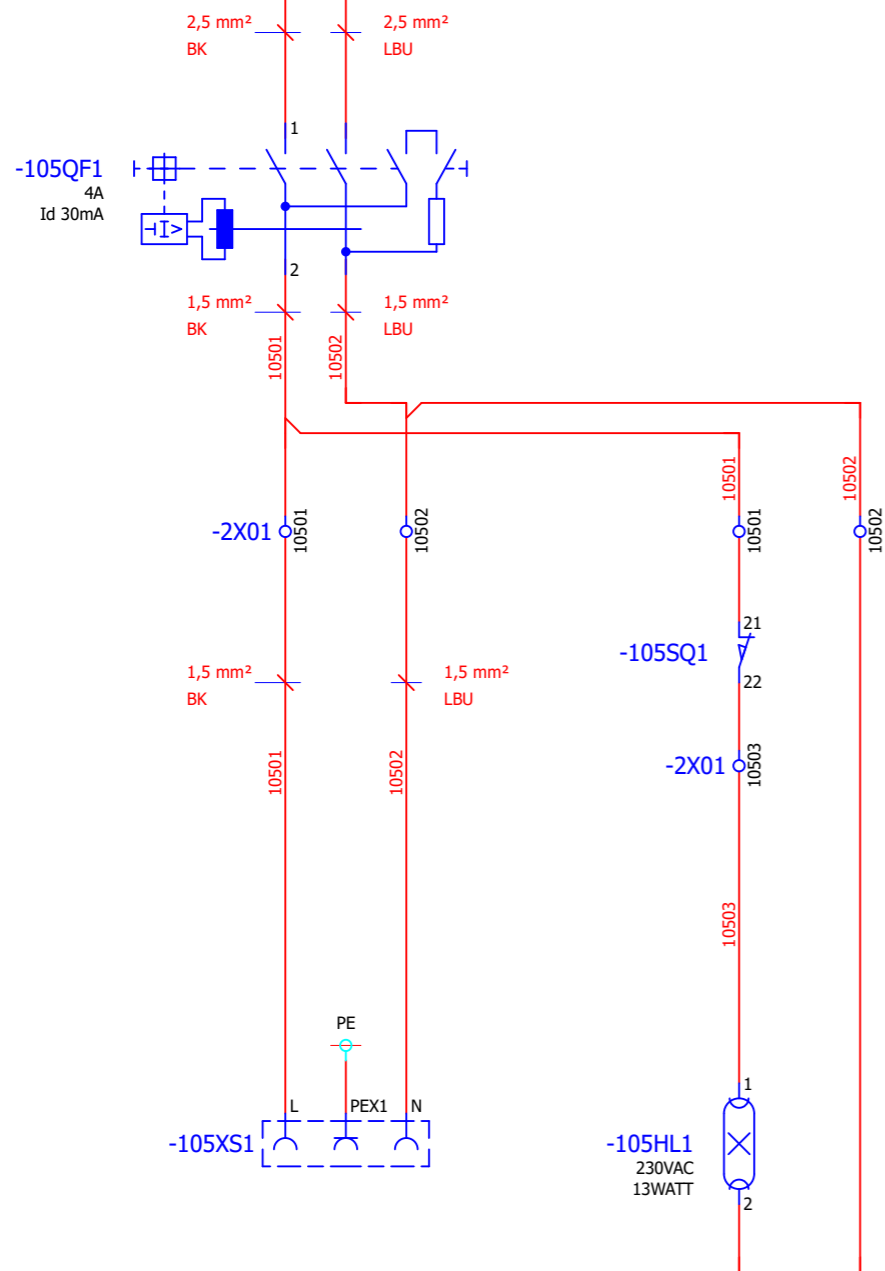 2,5 mm²
BK
2,5 mm²
LBU
1
-105QF1
4A
Id 30mA
I>
2
1,5 mm²
BK
1,5 mm²
LBU
10501
10502
10501
10502
-2X01
10501
10502
10501
10502
21
-105SQ1
22
1,5 mm²
BK
1,5 mm²
LBU
-2X01
10503
10501
10502
10503
PE
L
PEX1
N
-105XS1
1
-105HL1
230VAC
13WATT
2